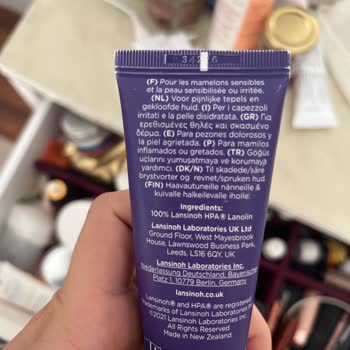 (F) Pour les mamelons sensibles
et la peau sensibilisée ou irritée.
(NL) Voor pijnlijke tepels en
gekloofde huid. (I) Per i capezzoli
irritati e la pelle disidratata. (GR) Για
ερεθισμένες θηλές και σκασμένο
δέρμα. (E) Para pezones dolorosos y
la piel agrietada. (P) Para mamilos
inflamados ou gretados. (TR) Göğüs
uçlarını yumuşatmaya ve korumaya
yardımcı. (DK/N) Til skadede/såre
brystvorter og revnet/sprukken hud
(FIN) Haavautuneille nänneille &
kuivalle halkeilevalle iholle.
Ingredients:
100% Lansinoh HPA® Lanolin
Lansinoh Laboratories UK Ltd
Ground Floor, West Mayesbrook
House, Lawnswood Business Park,
Leeds, LS16 6QY, UK
Lansinoh Laboratories Inc.
Niederlassung Deutschland, Bayerischer
Platz 1, 10779 Berlin, Germany
lansinoh.co.uk
Lansinoh® and HPA® are registered
trademarks of Lansinoh Laboratories Inc.
©2021 Lansinoh Laboratories Inc.
All Rights Reserved
Made in New Zealand